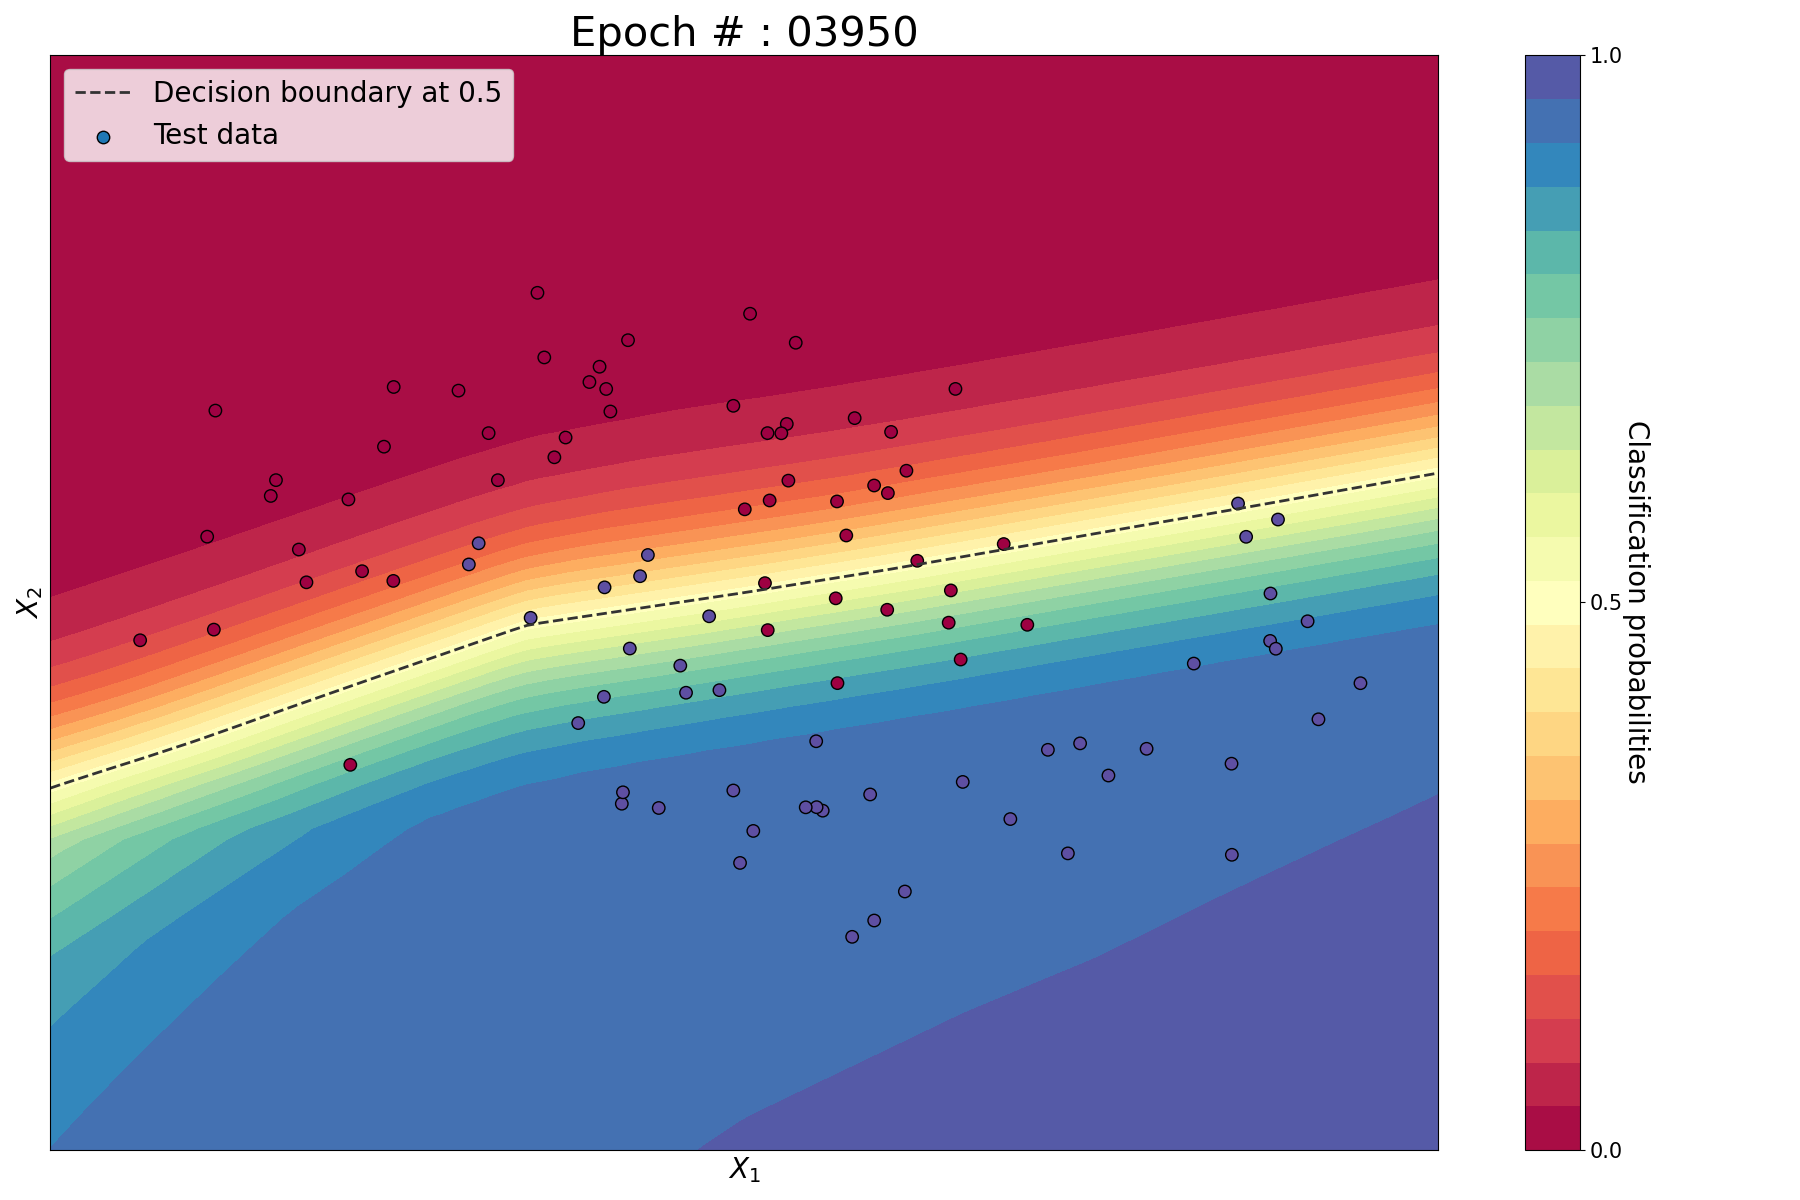 Epoch # : 03950
Decision boundary at 0.5
Test data
1.0
0.5
0.0
Classification probabilities
X₂
X₁